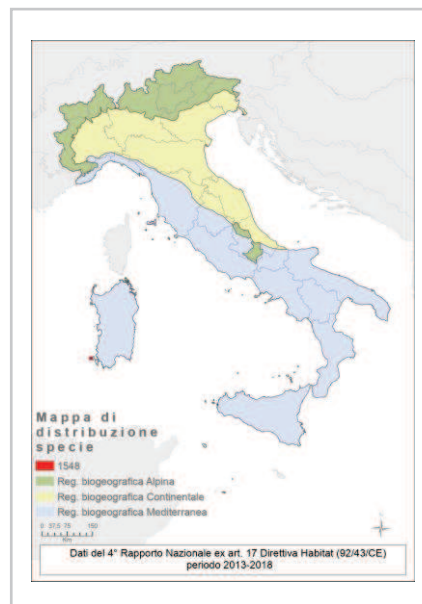 Mappa di
distribuzione
specie
1548
Reg. biogeografica Alpina
Reg. biogeografica Continentale
Reg. biogeografica Mediterranea
0 37,5 75 150
Km
Dati del 4° Rapporto Nazionale ex art. 17 Direttiva Habitat (92/43/CE)
periodo 2013-2018